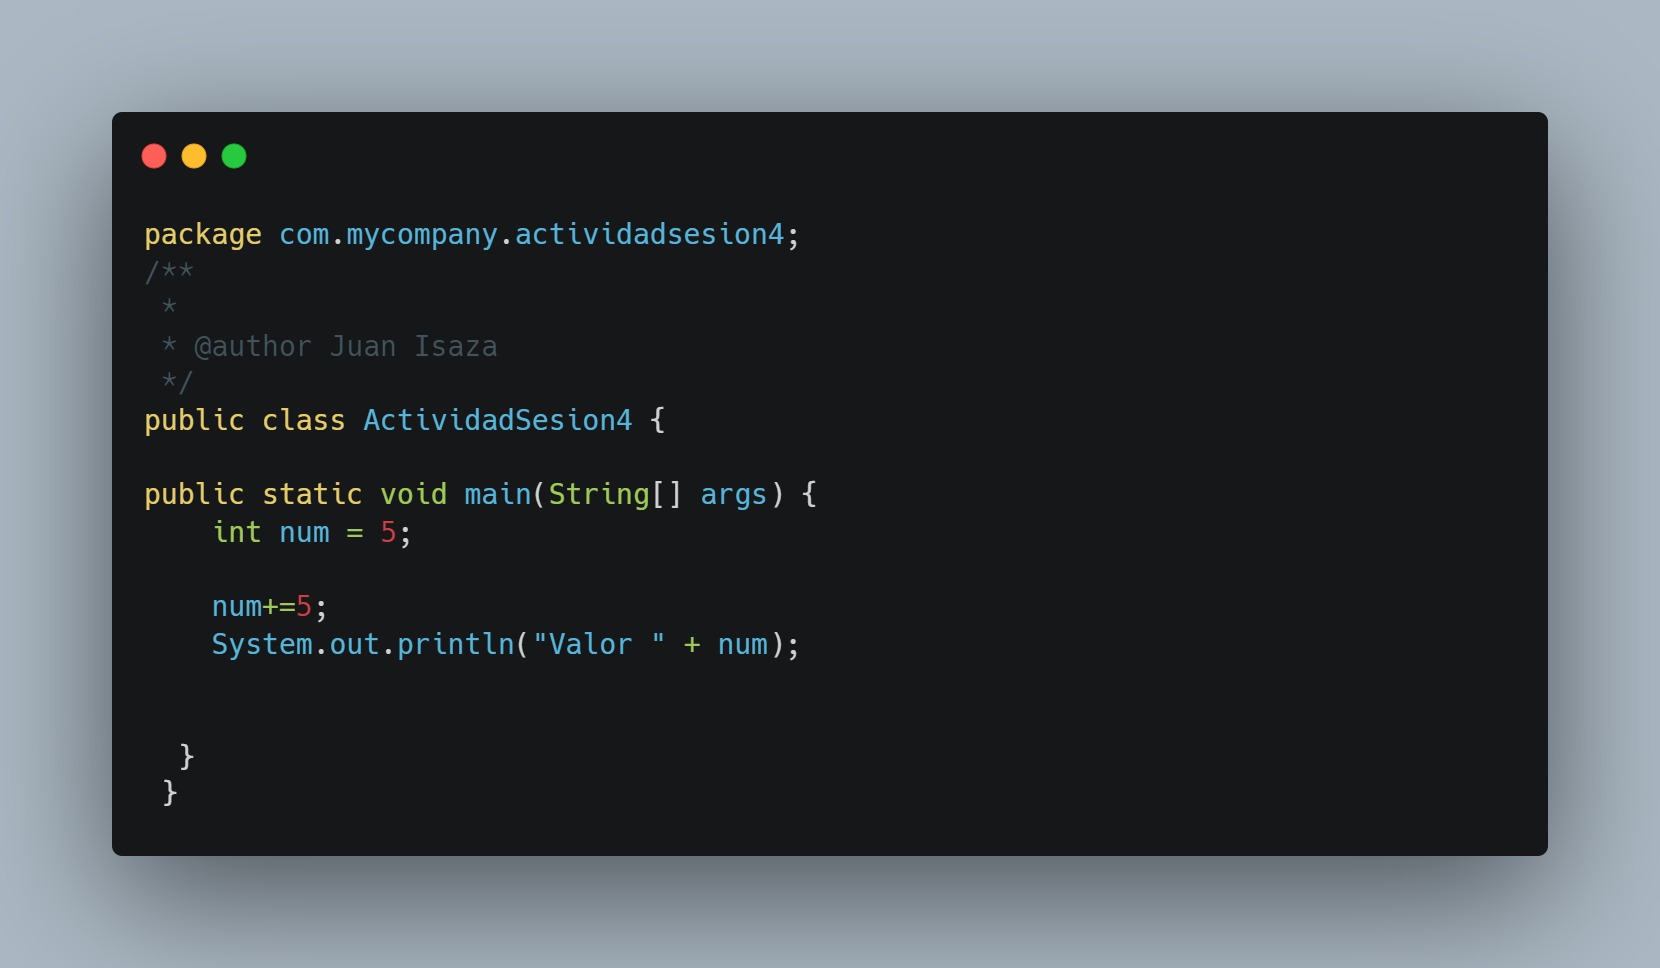 package com.mycompany.actividadsesion4;
/**
 *
 * @author Juan Isaza
 */
public class ActividadSesion4 {

public static void main(String[] args) {
    int num = 5;

    num+=5;
    System.out.println("Valor " + num);


  }
 }